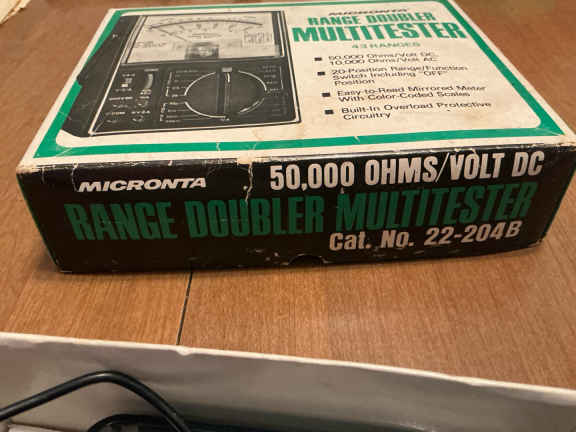 MICRONTA
RANGE DOUBLER
MULTITESTER
43 RANGES
50,000 Ohms/Volt DC,
10,000 Ohms/Volt AC
20-Position Range/Function
Switch Including "OFF"
Position
Easy-to-Read Mirrored Meter
With Color-Coded Scales
Built-In Overload Protective
Circuitry
MICRONTA
50,000 OHMS/VOLT DC
RANGE DOUBLER MULTITESTER
Cat. No. 22-204B